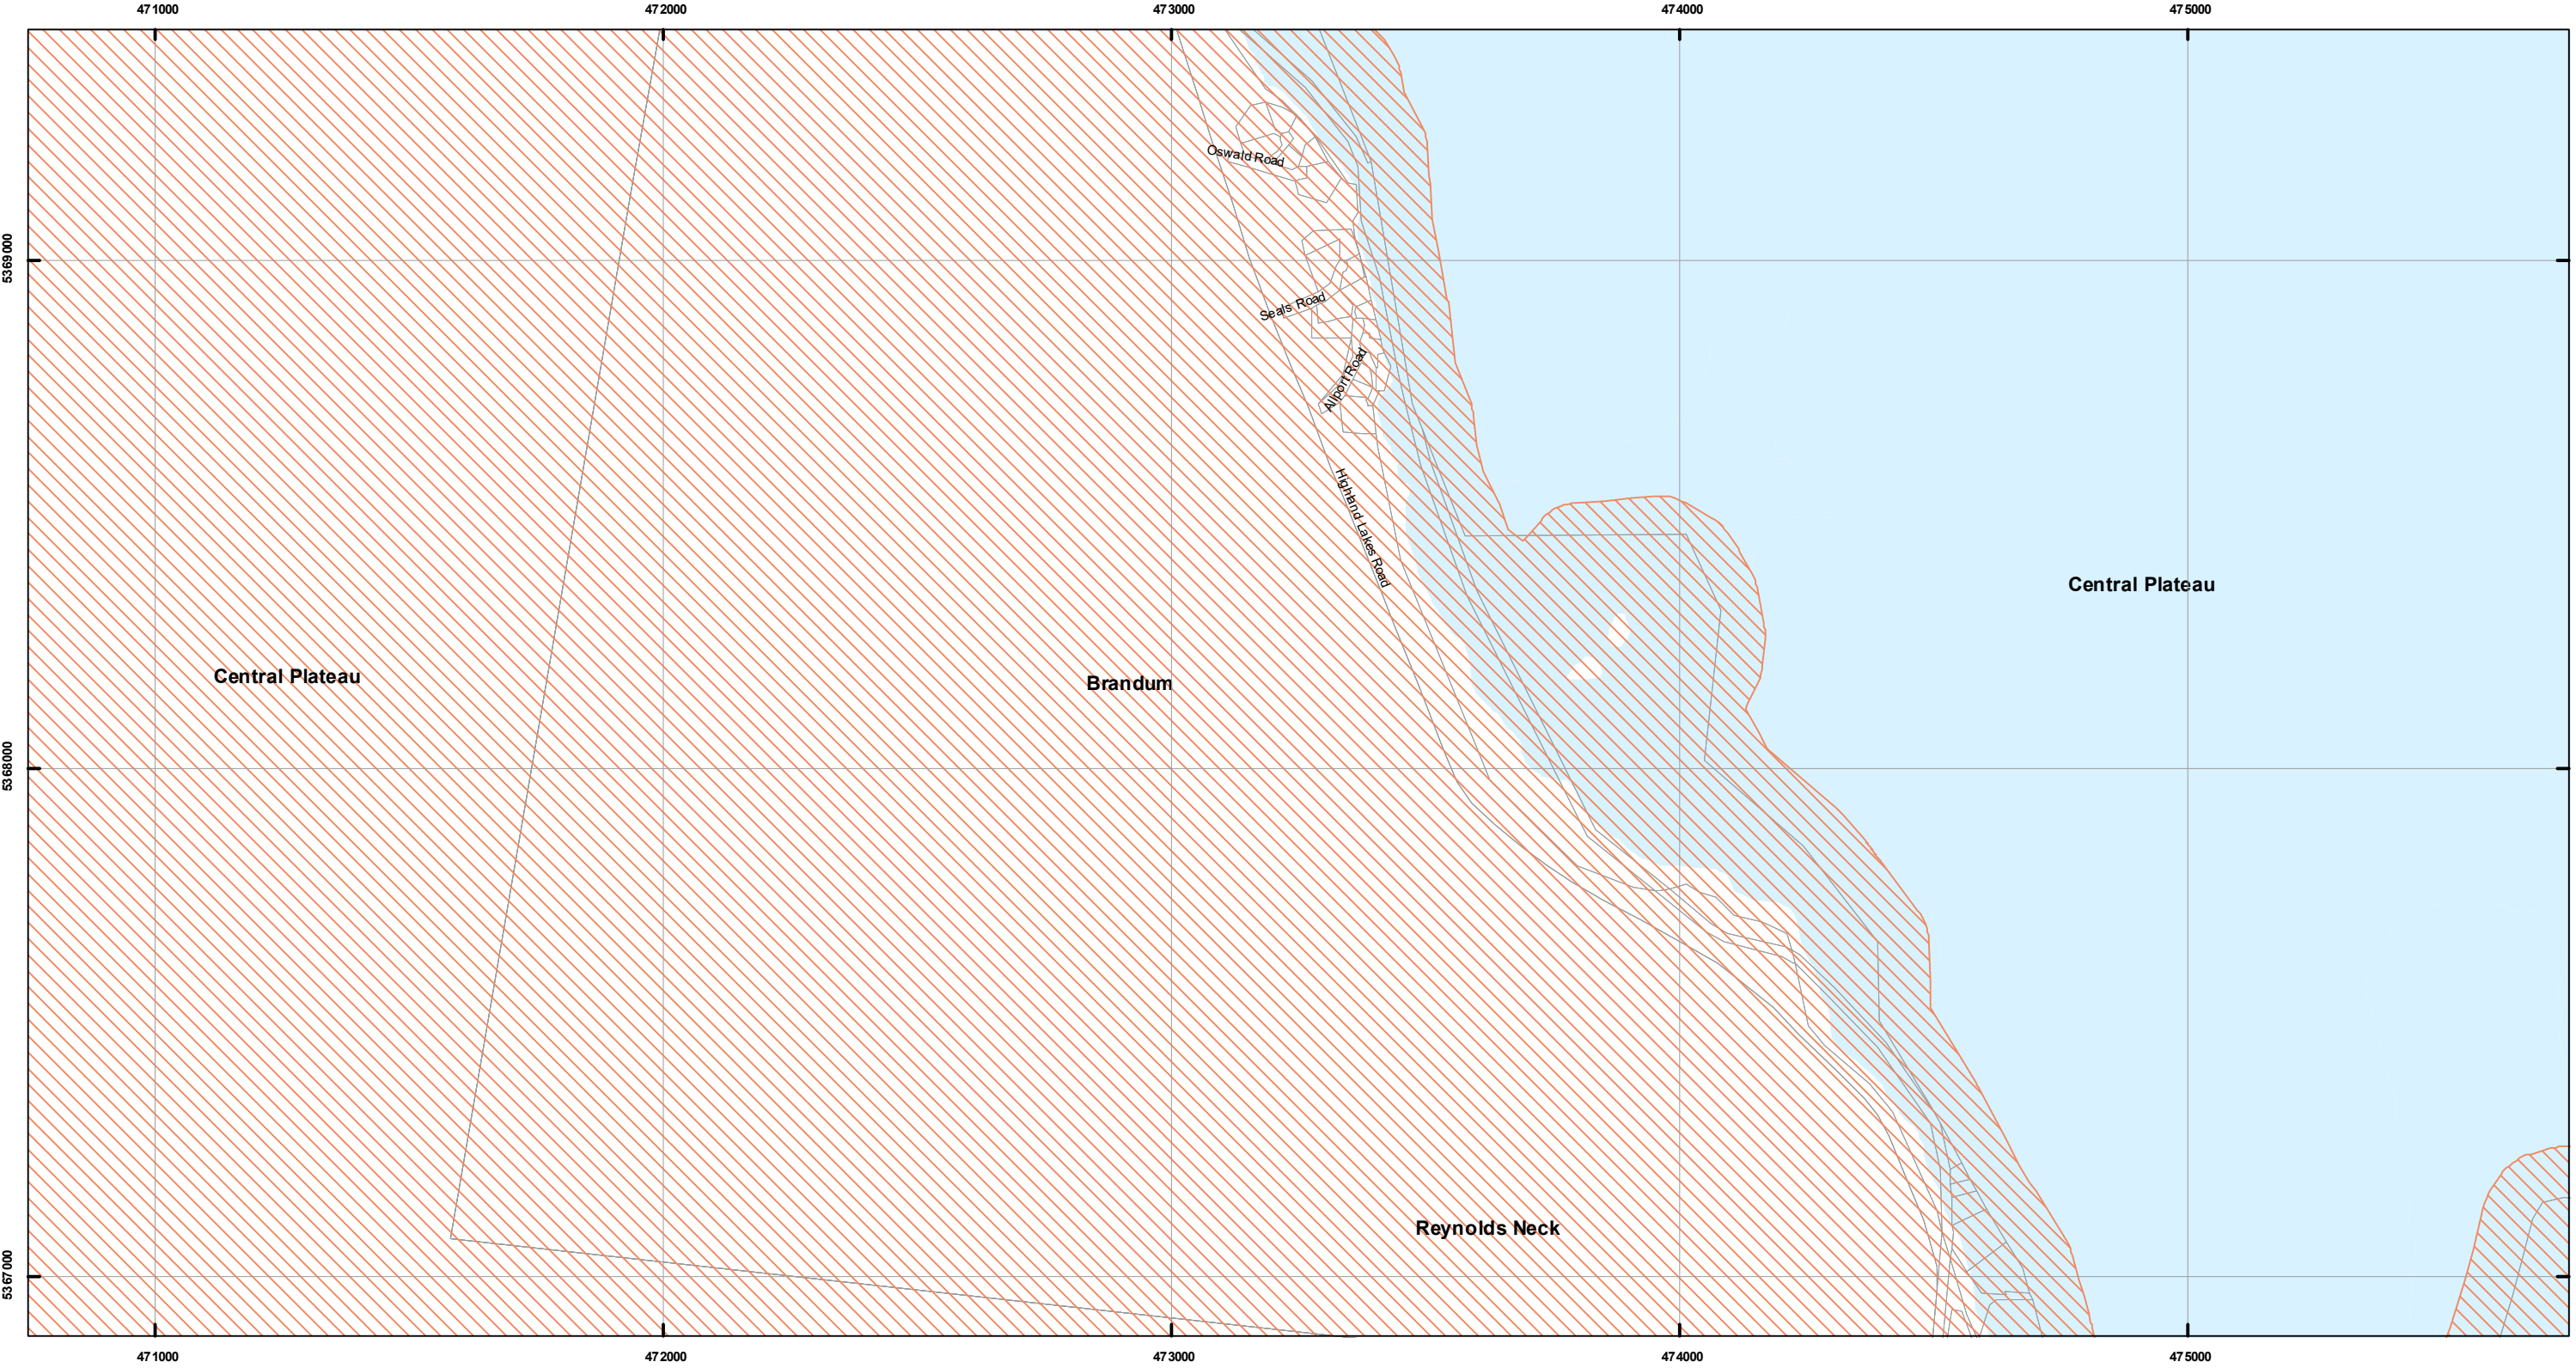 471000 472000 473000 474000 475000
Oswald Road
5369000
Seals Road
Allport Road
Highland Lakes Road
Central Plateau
Central Plateau
Brandum
5368000
Reynolds Neck
5367000
471000 472000 473000 474000 475000